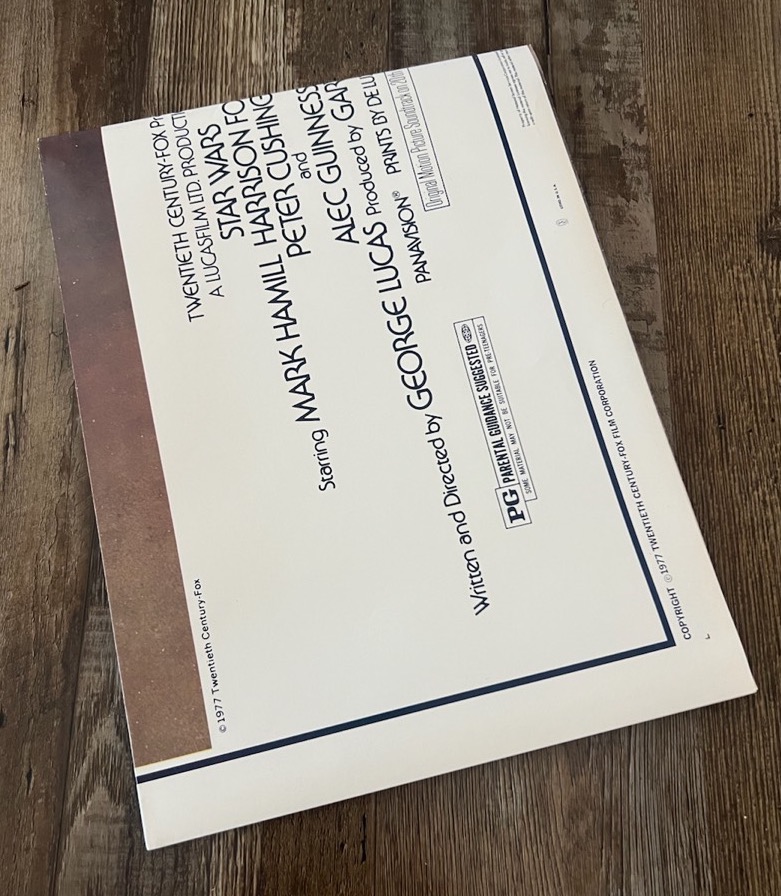 © 1977 Twentieth Century-Fox
TWENTIETH CENTURY-FOX Pr
A LUCASFILM LTD. PRODUCTI
STAR WARS
Starring MARK HAMILL HARRISON FO
PETER CUSHING
and
ALEC GUINNESS
Written and Directed by GEORGE LUCAS Produced by GAR
PANAVISION® PRINTS BY DE LU
Original Motion Picture Soundtrack on 20th
PG PARENTAL GUIDANCE SUGGESTED
SOME MATERIAL MAY NOT BE SUITABLE FOR PRE-TEENAGERS
COPYRIGHT © 1977 TWENTIETH CENTURY-FOX FILM CORPORATION